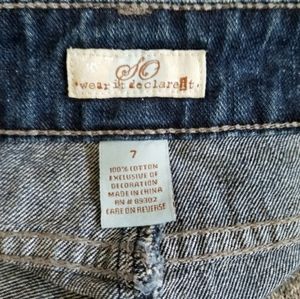 SO
wear it declare it.
7
100% COTTON
EXCLUSIVE OF
DECORATION
MADE IN CHINA
RN # 89302
CARE ON REVERSE